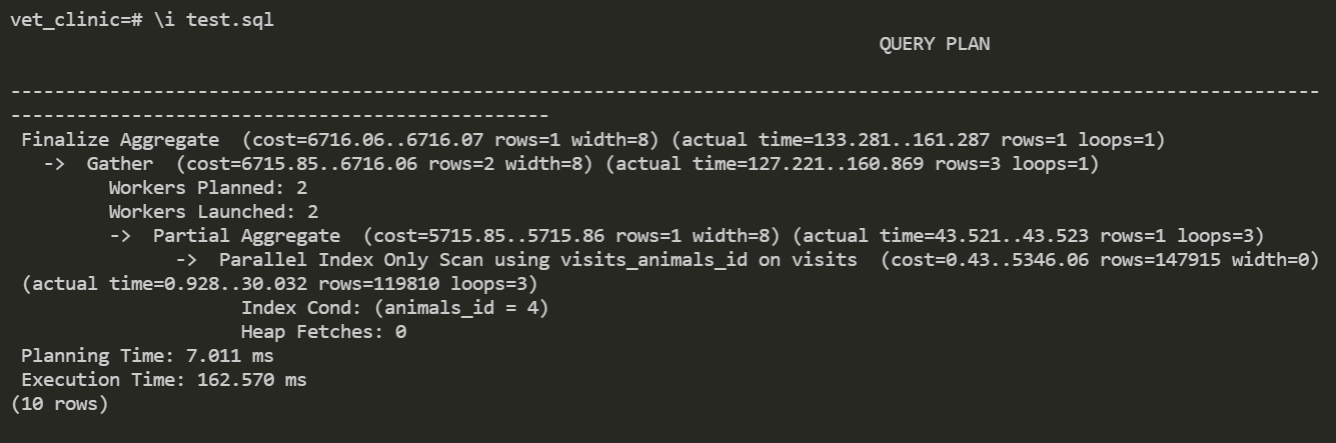 vet_clinic=# \i test.sql
QUERY PLAN
-----------------------------------------------------------------------------------------------------------------------
-------------------------------------------------
Finalize Aggregate  (cost=6716.06..6716.07 rows=1 width=8) (actual time=133.281..161.287 rows=1 loops=1)
->  Gather  (cost=6715.85..6716.06 rows=2 width=8) (actual time=127.221..160.869 rows=3 loops=1)
Workers Planned: 2
Workers Launched: 2
->  Partial Aggregate  (cost=5715.85..5715.86 rows=1 width=8) (actual time=43.521..43.523 rows=1 loops=3)
->  Parallel Index Only Scan using visits_animals_id on visits  (cost=0.43..5346.06 rows=147915 width=0)
(actual time=0.928..30.032 rows=119810 loops=3)
Index Cond: (animals_id = 4)
Heap Fetches: 0
Planning Time: 7.011 ms
Execution Time: 162.570 ms
(10 rows)